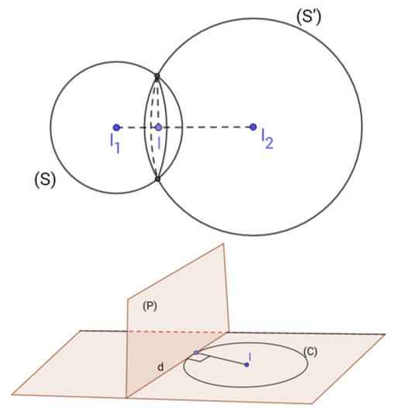 (S')
I₁ I I₂
(S)
(P)
(C)
I
d